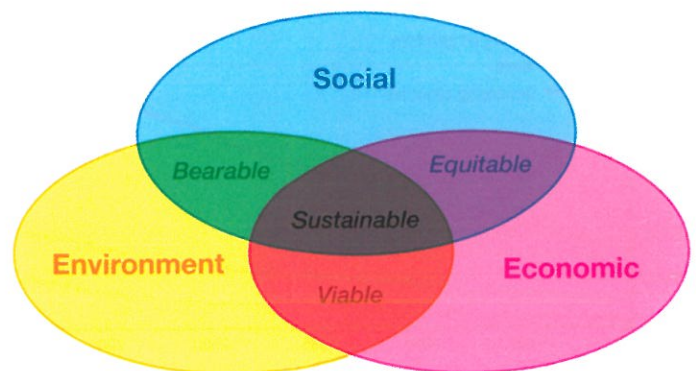 Social
Bearable
Equitable
Sustainable
Environment
Economic
Viable